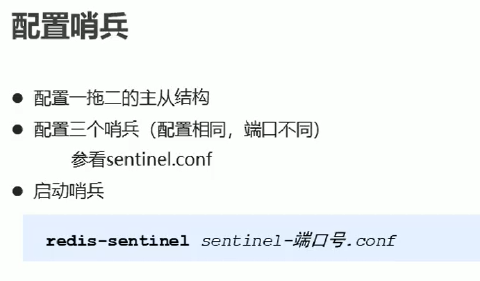 配置哨兵
● 配置一拖二的主从结构
● 配置三个哨兵（配置相同，端口不同）
参看sentinel.conf
● 启动哨兵
redis-sentinel sentinel-端口号.conf